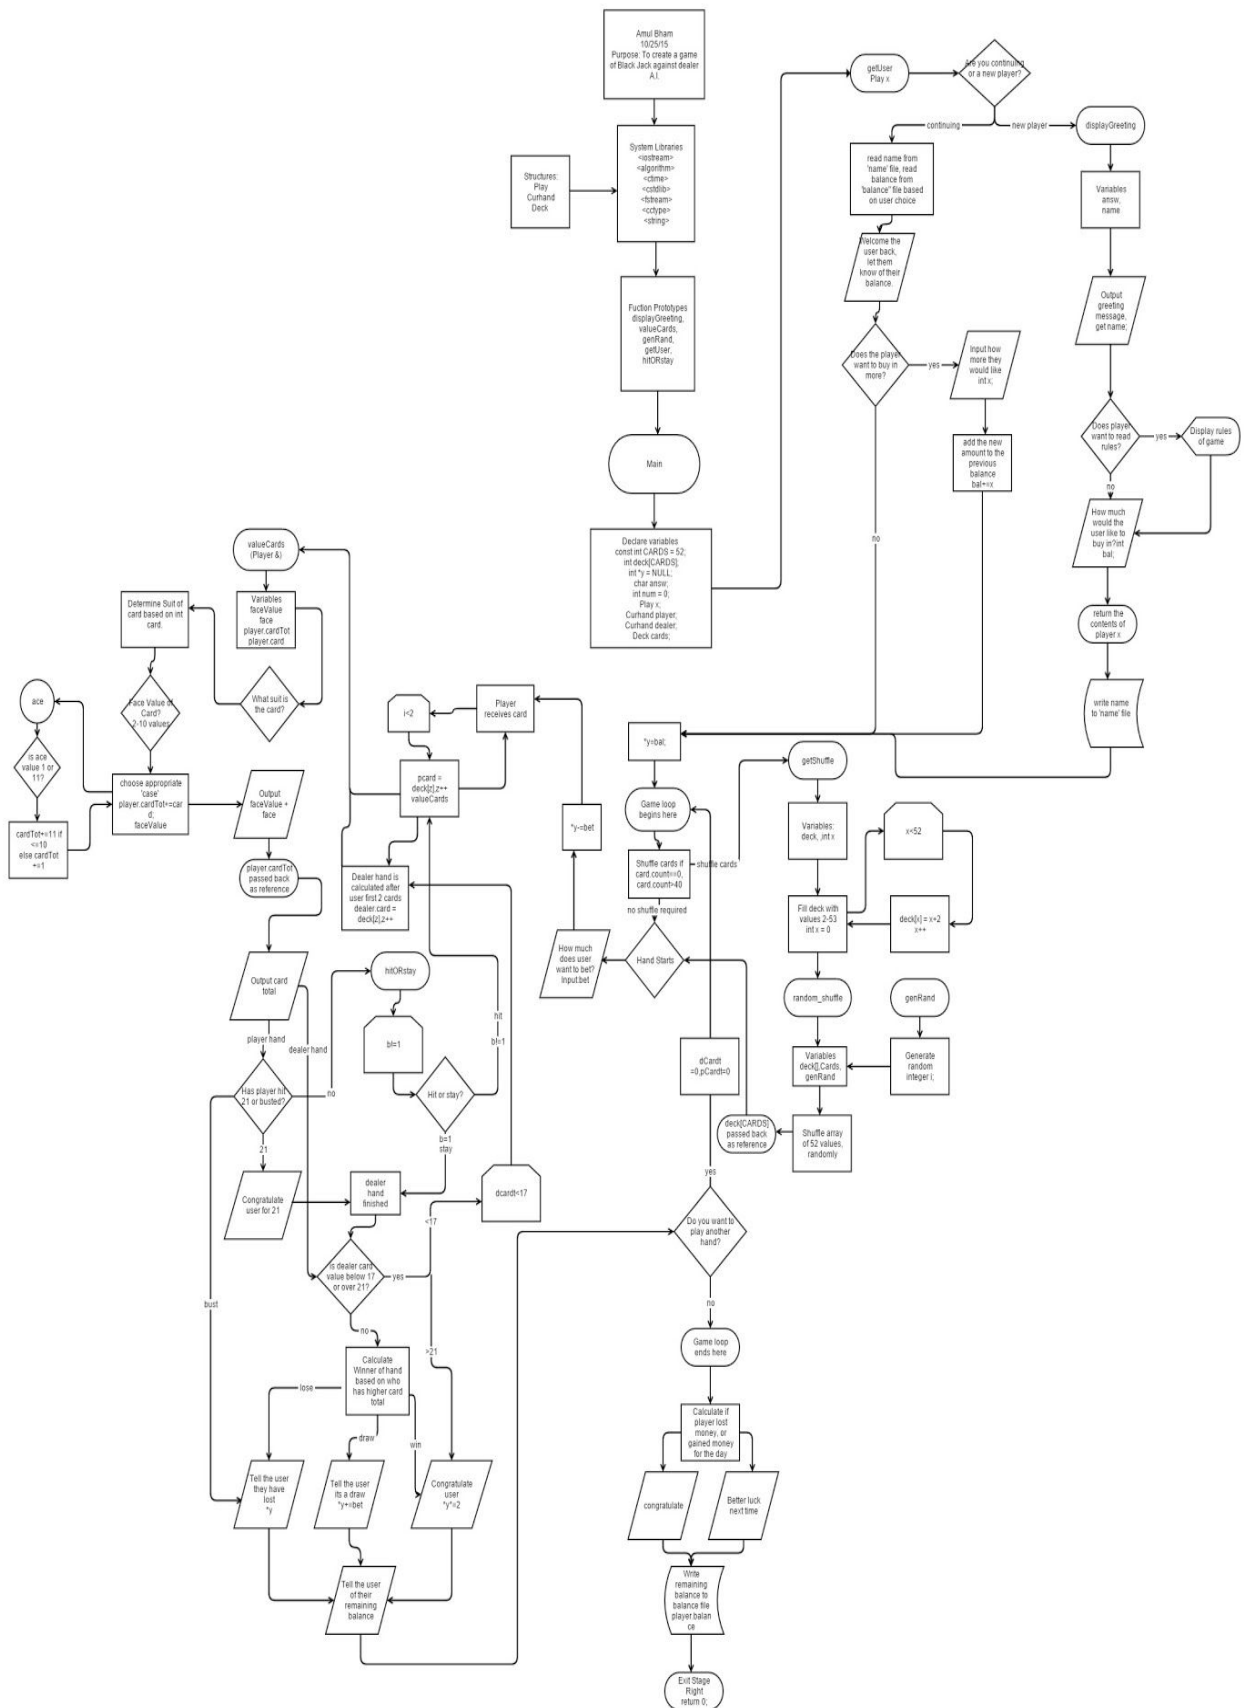 Amul Bham
10/25/15
Purpose: To create a game
of Black Jack against dealer
A.I.
System Libraries
<iostream>
<algorithm>
<ctime>
<cstdlib>
<fstream>
<cctype>
<string>
Structures:
Play
Curhand
Deck
Fuction Prototypes
displayGreeting,
valueCards,
genRand,
getUser,
hitORstay
Main
Declare variables
const int CARDS = 52;
int deck[CARDS];
int *y = NULL;
char answ;
int num = 0;
Play x;
Curhand player;
Curhand dealer;
Deck cards;
getUser
Play x
Are you continuing
or a new player?
continuing
new player
displayGreeting
read name from
'name' file, read
balance from
'balance" file based
on user choice
Welcome the
user back,
let them
know of their
balance.
Does the player
want to buy in
more?
yes
no
Input how
more they
would like
int x;
add the new
amount to the
previous
balance
bal+=x
Variables
answ,
name
Output
greeting
message,
get name;
Does player
want to read
rules?
yes
no
Display rules
of game
How much
would the
user like to
buy in?int
bal;
return the
contents of
player x
write name
to 'name' file
valueCards
(Player &)
Variables
faceValue
face
player.cardTot
player.card
Determine Suit of
card based on int
card.
What suit is
the card?
Face Value of
Card?
2-10 values
ace
is ace
value 1 or
11?
cardTot+=11 if
<=10
else cardTot
+=1
choose appropriate
'case'
player.cardTot+=car
d;
faceValue
Output
faceValue +
face
player.cardTot
passed back
as reference
Output card
total
player hand
dealer hand
i<2
Player
receives card
pcard =
deck[z],z++
valueCards
Dealer hand is
calculated after
user first 2 cards
dealer.card =
deck[z],z++
*y-=bet
*y=bal;
Game loop
begins here
Shuffle cards if
card.count==0,
card.count>40
shuffle cards
no shuffle required
How much
does user
want to bet?
Input.bet
Hand Starts
getShuffle
Variables:
deck, ,int x
x<52
Fill deck with
values 2-53
int x = 0
deck[x] = x+2
x++
random_shuffle
genRand
Variables
deck[],Cards,
genRand
Generate
random
integer i;
deck[CARDS]
passed back
as reference
Shuffle array
of 52 values,
randomly
hitORstay
b!=1
Hit or stay?
hit
b!=1
b=1
stay
Has player hit
21 or busted?
no
21
bust
Congratulate
user for 21
dealer
hand
finished
dcardt<17
<17
Is dealer card
value below 17
or over 21?
yes
no
>21
Calculate
Winner of hand
based on who
has higher card
total
lose
draw
win
Tell the user
they have
lost
*y
Tell the user
its a draw
*y+=bet
Congratulate
user
*y*=2
Tell the user
of their
remaining
balance
dCardt
=0,pCardt=0
yes
Do you want to
play another
hand?
no
Game loop
ends here
Calculate if
player lost
money, or
gained money
for the day
congratulate
Better luck
next time
Write
remaining
balance to
balance file
player.balan
ce
Exit Stage
Right
return 0;